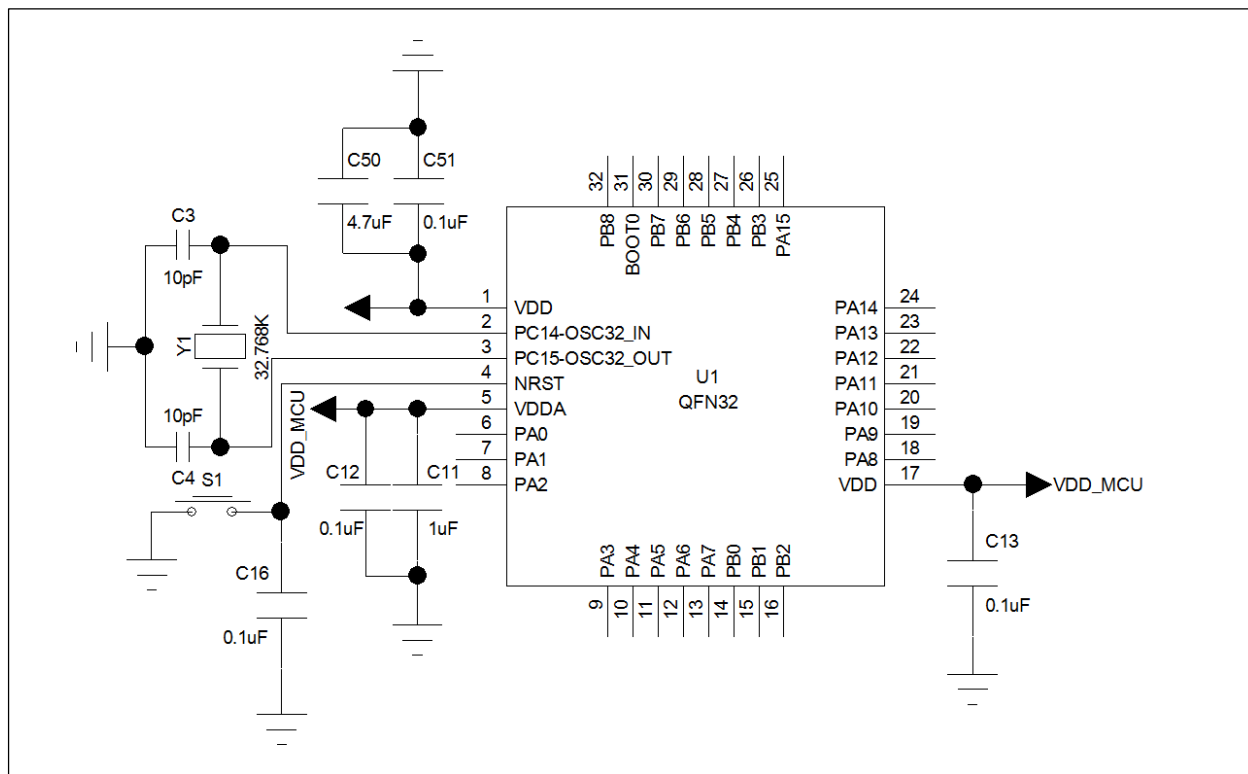 C50
C51
4.7uF
0.1uF
C3
10pF
Y1
32.768K
10pF
C4
S1
VDD_MCU
C12
C11
0.1uF
1uF
C16
0.1uF
32
31
30
29
28
27
26
25
PB8
BOOT0
PB7
PB6
PB5
PB4
PB3
PA15
1 VDD
2 PC14-OSC32_IN
3 PC15-OSC32_OUT
4 NRST
5 VDDA
6 PA0
7 PA1
8 PA2
U1
QFN32
PA14 24
PA13 23
PA12 22
PA11 21
PA10 20
PA9 19
PA8 18
VDD 17
VDD_MCU
C13
0.1uF
PA3
PA4
PA5
PA6
PA7
PB0
PB1
PB2
9
10
11
12
13
14
15
16